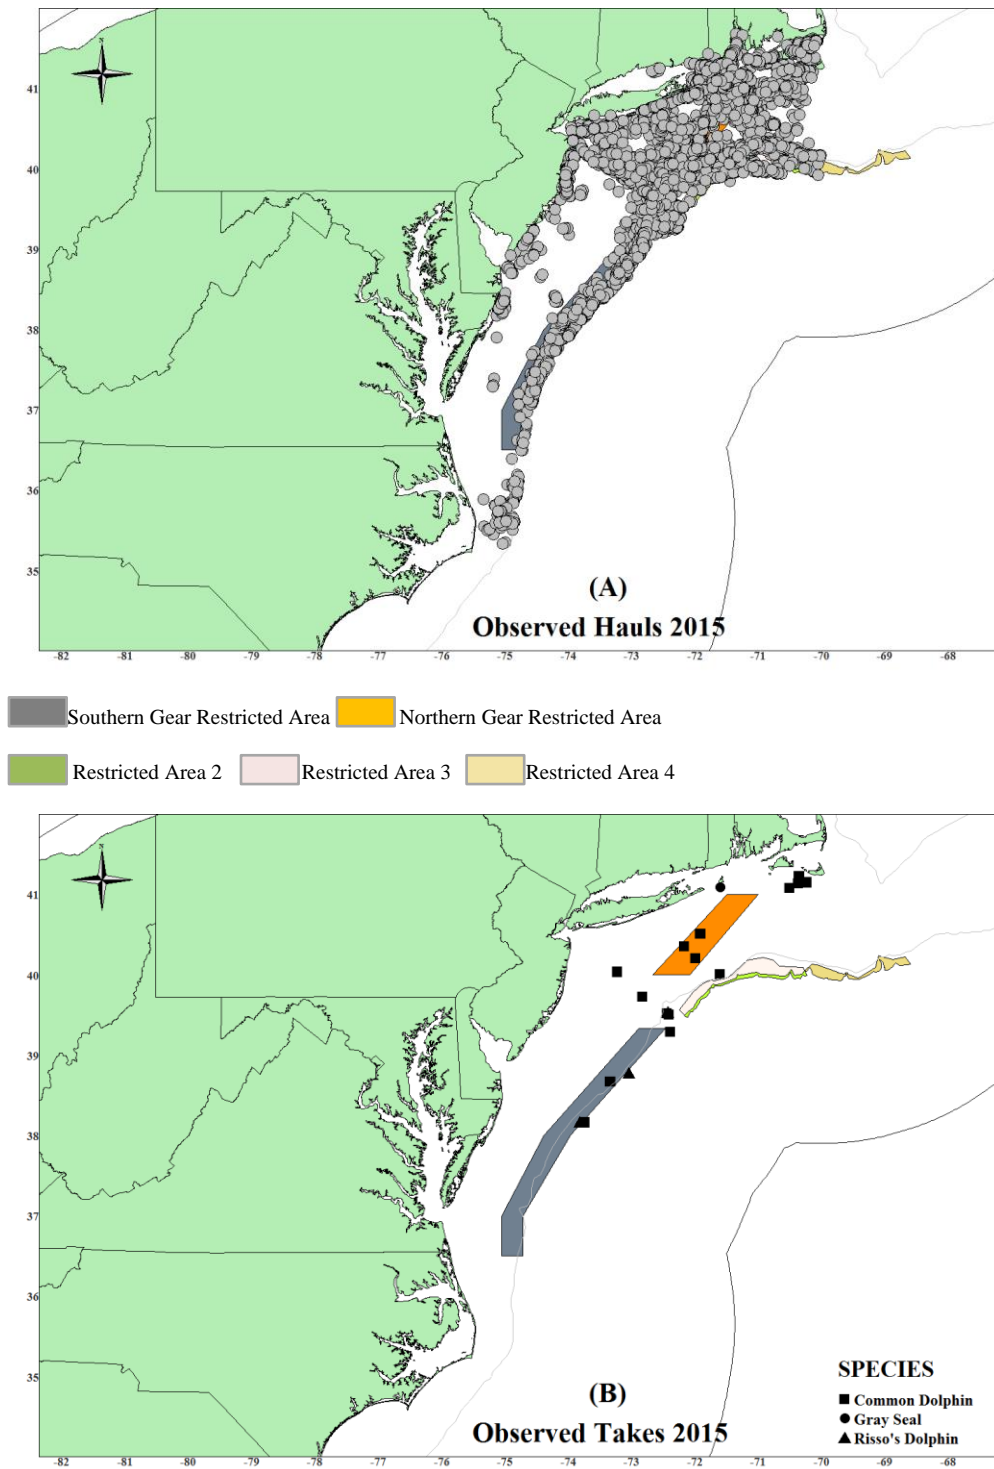 N
41
40
39
38
37
36
35
(A)
Observed Hauls 2015
-82 -81 -80 -79 -78 -77 -76 -75 -74 -73 -72 -71 -70 -69 -68
Southern Gear Restricted Area Northern Gear Restricted Area
Restricted Area 2 Restricted Area 3 Restricted Area 4
N
41
40
39
38
37
36
35
SPECIES
Common Dolphin
Gray Seal
Risso's Dolphin
(B)
Observed Takes 2015
-82 -81 -80 -79 -78 -77 -76 -75 -74 -73 -72 -71 -70 -69 -68